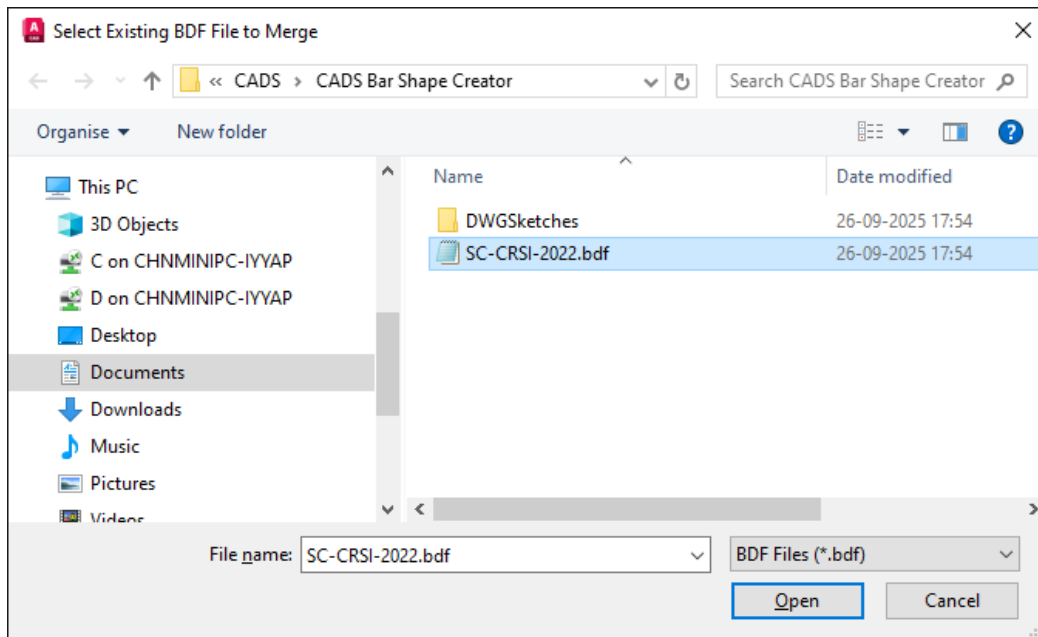 A
CAD
Select Existing BDF File to Merge
« CADS › CADS Bar Shape Creator
Search CADS Bar Shape Creator
Organise
New folder
?
This PC
3D Objects
C on CHNMINIPC-IYYAP
D on CHNMINIPC-IYYAP
Desktop
Documents
Downloads
Music
Pictures
Videos
Name
Date modified
DWGSketches
26-09-2025 17:54
SC-CRSI-2022.bdf
26-09-2025 17:54
File name:
SC-CRSI-2022.bdf
BDF Files (*.bdf)
Open
Cancel